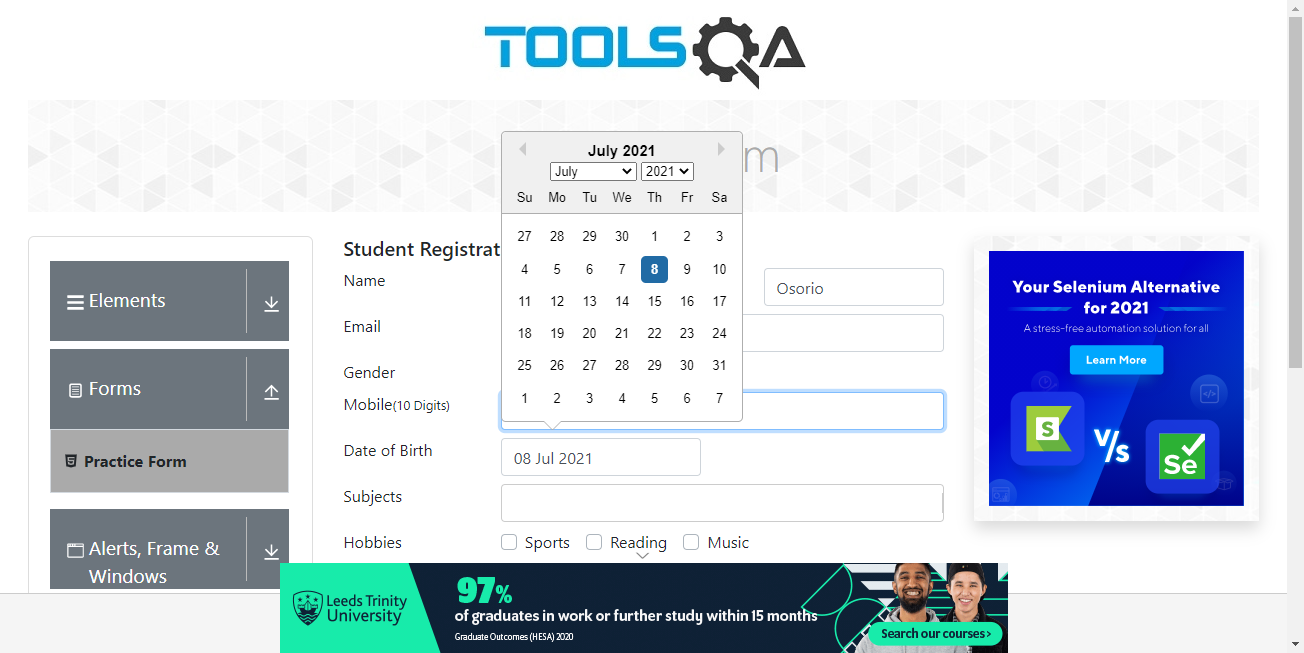 TOOLSQA
m
July 2021
July 2021
Su Mo Tu We Th Fr Sa
27 28 29 30 1 2 3
4 5 6 7 8 9 10
11 12 13 14 15 16 17
18 19 20 21 22 23 24
25 26 27 28 29 30 31
1 2 3 4 5 6 7
Elements
Forms
Practice Form
Alerts, Frame &
Windows
Student Registrat
Name
Osorio
Email
Gender
Mobile(10 Digits)
Date of Birth
08 Jul 2021
Subjects
Hobbies
Sports Reading Music
Your Selenium Alternative
for 2021
A stress-free automation solution for all
Learn More
S
V/s
Se
Leeds Trinity
University
97%
of graduates in work or further study within 15 months
Graduate Outcomes (HESA) 2020
Search our courses>